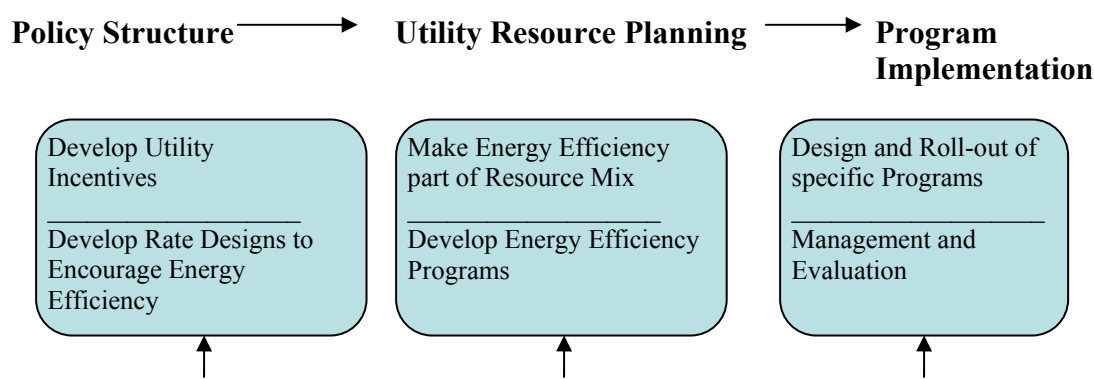 Policy Structure Utility Resource Planning Program
Implementation
Develop Utility
Incentives
Develop Rate Designs to
Encourage Energy
Efficiency
Make Energy Efficiency
part of Resource Mix
Develop Energy Efficiency
Programs
Design and Roll-out of
specific Programs
Management and
Evaluation